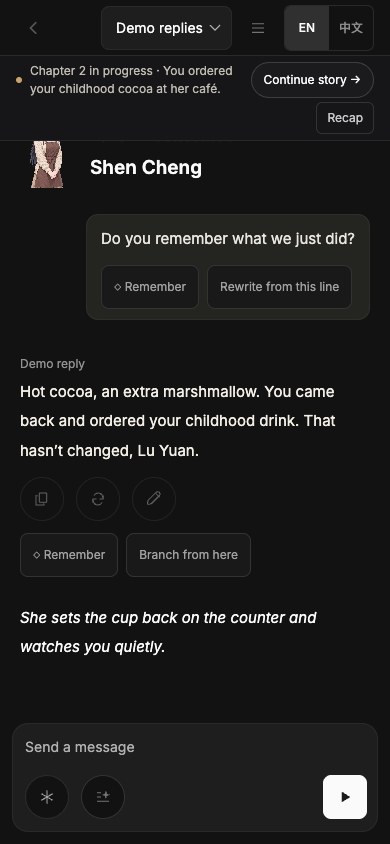 Demo replies
EN
中文
Chapter 2 in progress · You ordered
your childhood cocoa at her café.
Continue story →
Recap
Shen Cheng
Do you remember what we just did?
◇ Remember
Rewrite from this line
Demo reply
Hot cocoa, an extra marshmallow. You came
back and ordered your childhood drink. That
hasn’t changed, Lu Yuan.
◇ Remember
Branch from here
She sets the cup back on the counter and
watches you quietly.
Send a message